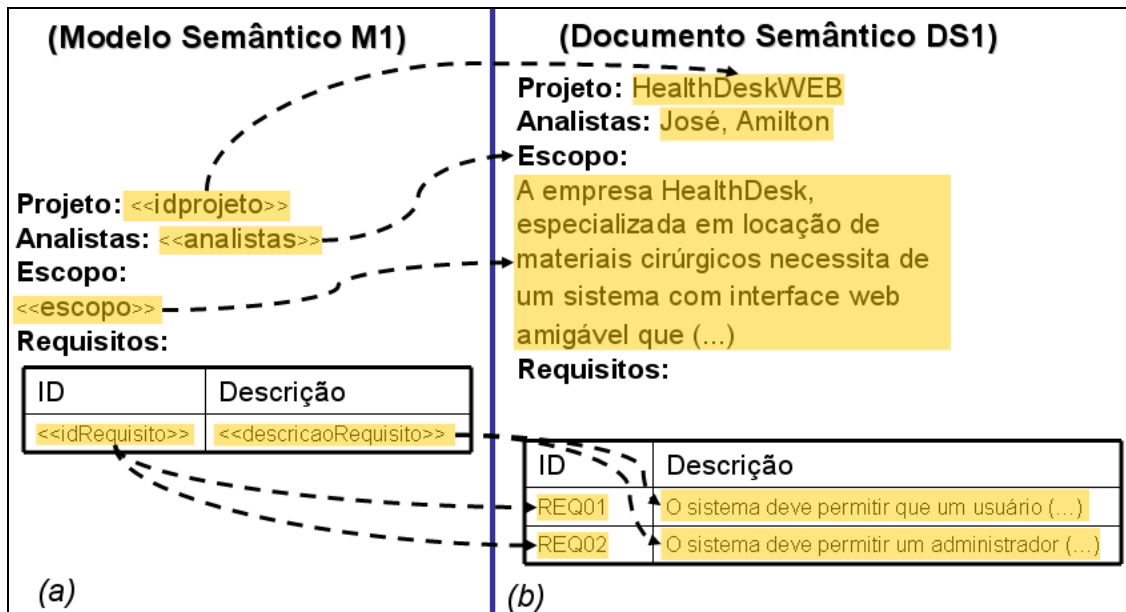 (Modelo Semântico M1)
Projeto: <<idprojeto>>
Analistas: <<analistas>>
Escopo:
<<escopo>>
Requisitos:
ID Descrição
<<idRequisito>> <<descricaoRequisito>>
(a)
(Documento Semântico DS1)
Projeto: HealthDeskWEB
Analistas: José, Amilton
Escopo:
A empresa HealthDesk,
especializada em locação de
materiais cirúrgicos necessita de
um sistema com interface web
amigável que (...)
Requisitos:
ID Descrição
REQ01 O sistema deve permitir que um usuário (...)
REQ02 O sistema deve permitir um administrador (...)
(b)